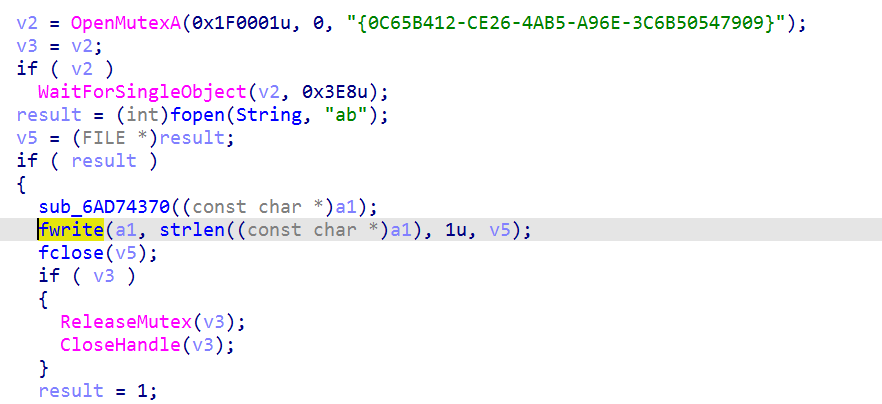 v2 = OpenMutexA(0x1F0001u, 0, "{0C65B412-CE26-4AB5-A96E-3C6B50547909}");
v3 = v2;
if ( v2 )
  WaitForSingleObject(v2, 0x3E8u);
result = (int)fopen(String, "ab");
v5 = (FILE *)result;
if ( result )
{
  sub_6AD74370((const char *)a1);
  fwrite(a1, strlen((const char *)a1), 1u, v5);
  fclose(v5);
  if ( v3 )
  {
    ReleaseMutex(v3);
    CloseHandle(v3);
  }
  result = 1;